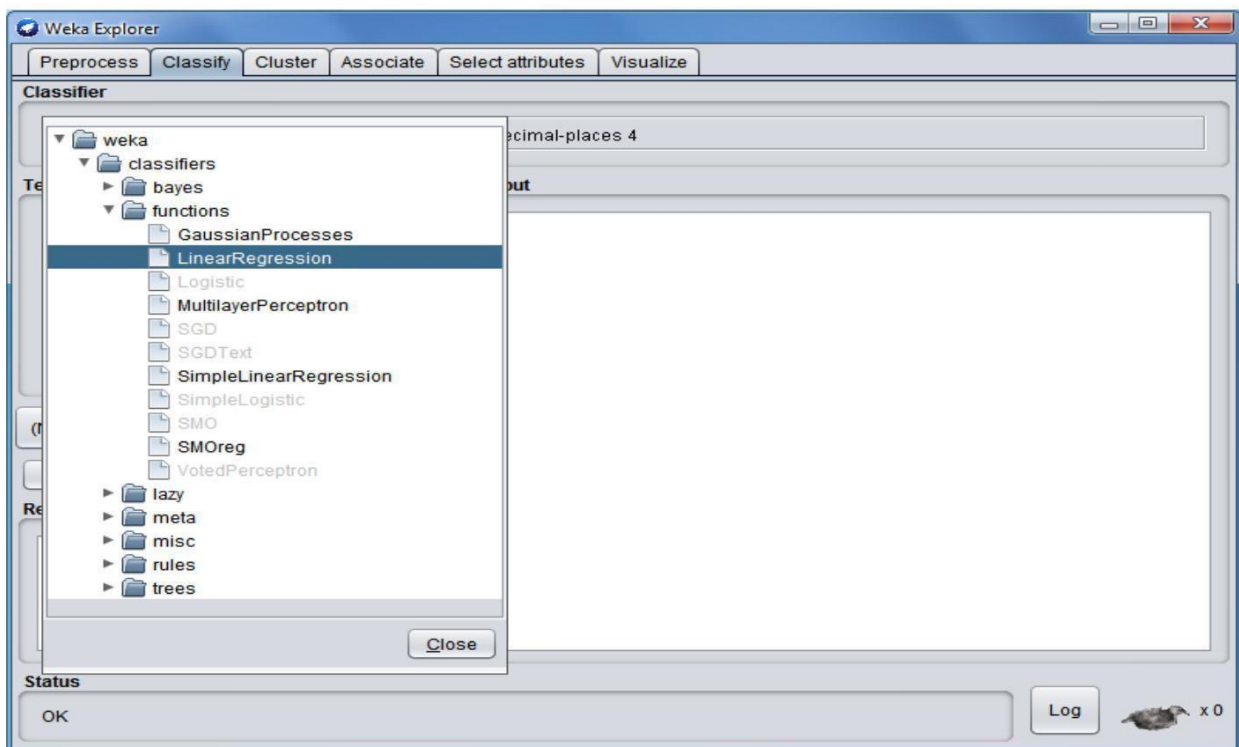 Weka Explorer
Preprocess Classify Cluster Associate Select attributes Visualize
Classifier
weka
classifiers
bayes
functions
GaussianProcesses
LinearRegression
Logistic
MultilayerPerceptron
SGD
SGDText
SimpleLinearRegression
SimpleLogistic
SMO
SMOreg
VotedPerceptron
lazy
meta
misc
rules
trees
Close
ecimal-places 4
Te
out
(N
Re
Status
OK
Log
x 0